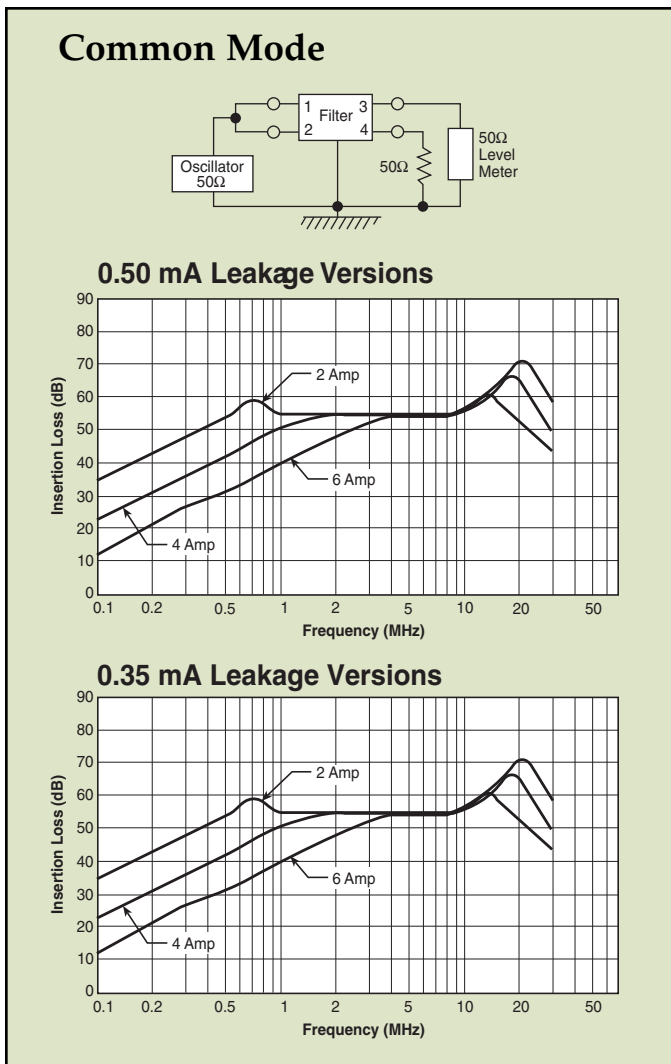 Common Mode
1 Filter 3
2 4
Oscillator
50Ω
50Ω
50Ω
Level
Meter
0.50 mA Leakage Versions
Insertion Loss (dB)
90
80
70
60
50
40
30
20
10
0
2 Amp
6 Amp
4 Amp
0.1 0.2 0.5 1 2 5 10 20 50
Frequency (MHz)
0.35 mA Leakage Versions
Insertion Loss (dB)
90
80
70
60
50
40
30
20
10
0
2 Amp
6 Amp
4 Amp
0.1 0.2 0.5 1 2 5 10 20 50
Frequency (MHz)